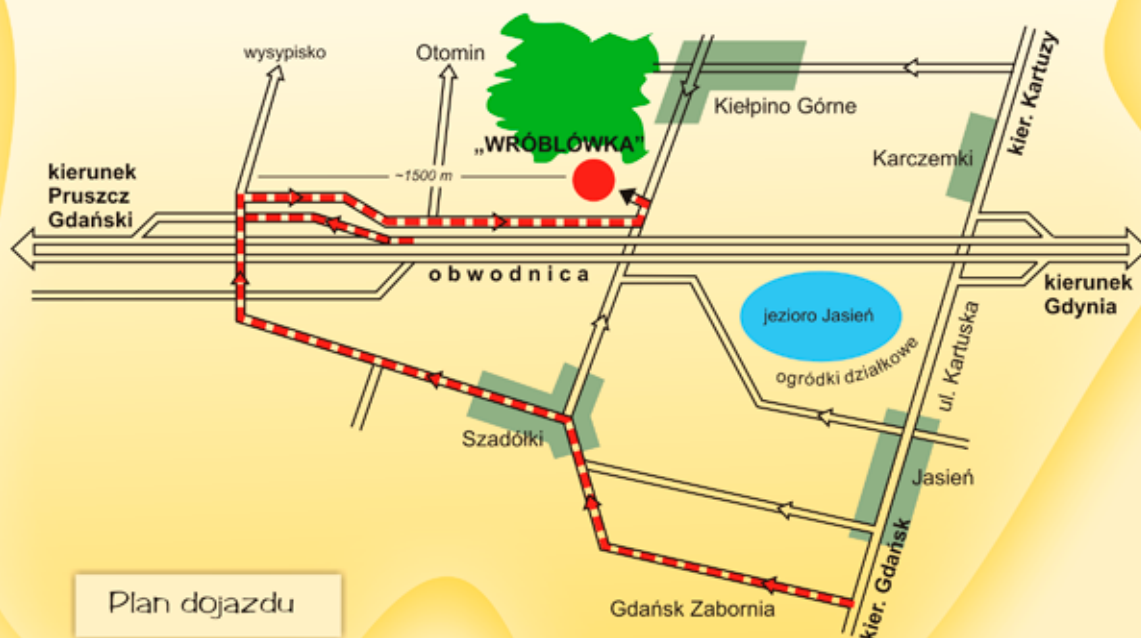 wysypisko
Otomin
„WRÓBLÓWKA”
~1500 m
Kiełpino Górne
kier. Kartuzy
Karczemki
kierunek
Pruszcz
Gdański
obwodnica
kierunek
Gdynia
jezioro Jasień
ogródki działkowe
ul. Kartuska
Szadółki
Jasień
kier. Gdańsk
Gdańsk Zabornia
Plan dojazdu